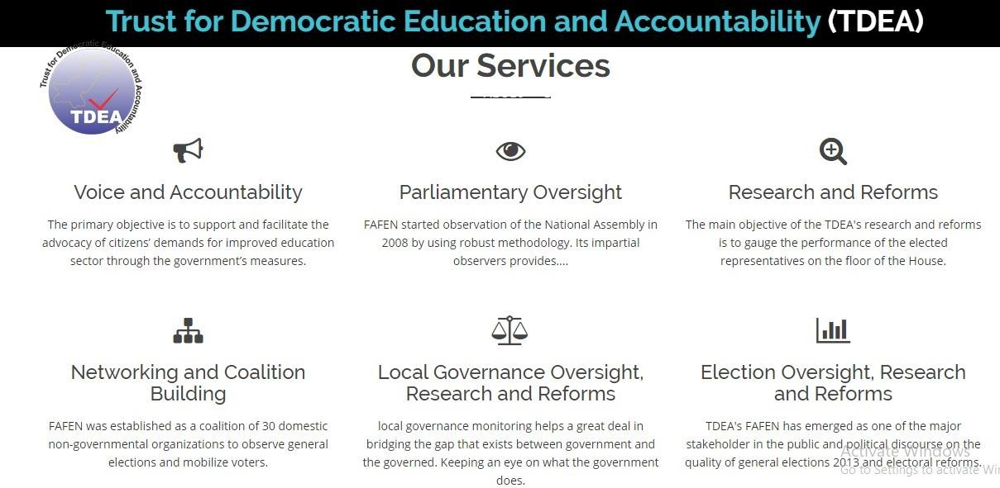 Trust for Democratic Education and Accountability (TDEA)
Trust for Democratic Education and Accountability
TDEA
Our Services
Voice and Accountability
The primary objective is to support and facilitate the
advocacy of citizens’ demands for improved education
sector through the government’s measures.
Parliamentary Oversight
FAFEN started observation of the National Assembly in
2008 by using robust methodology. Its impartial
observers provides....
Research and Reforms
The main objective of the TDEA's research and reforms
is to gauge the performance of the elected
representatives on the floor of the House.
Networking and Coalition
Building
FAFEN was established as a coalition of 30 domestic
non-governmental organizations to observe general
elections and mobilize voters.
Local Governance Oversight,
Research and Reforms
local governance monitoring helps a great deal in
bridging the gap that exists between government and
the governed. Keeping an eye on what the government
does.
Election Oversight, Research
and Reforms
TDEA's FAFEN has emerged as one of the major
stakeholder in the public and political discourse on the
quality of general elections 2013 and electoral reforms.
Activate Windows
Go to Settings to activate